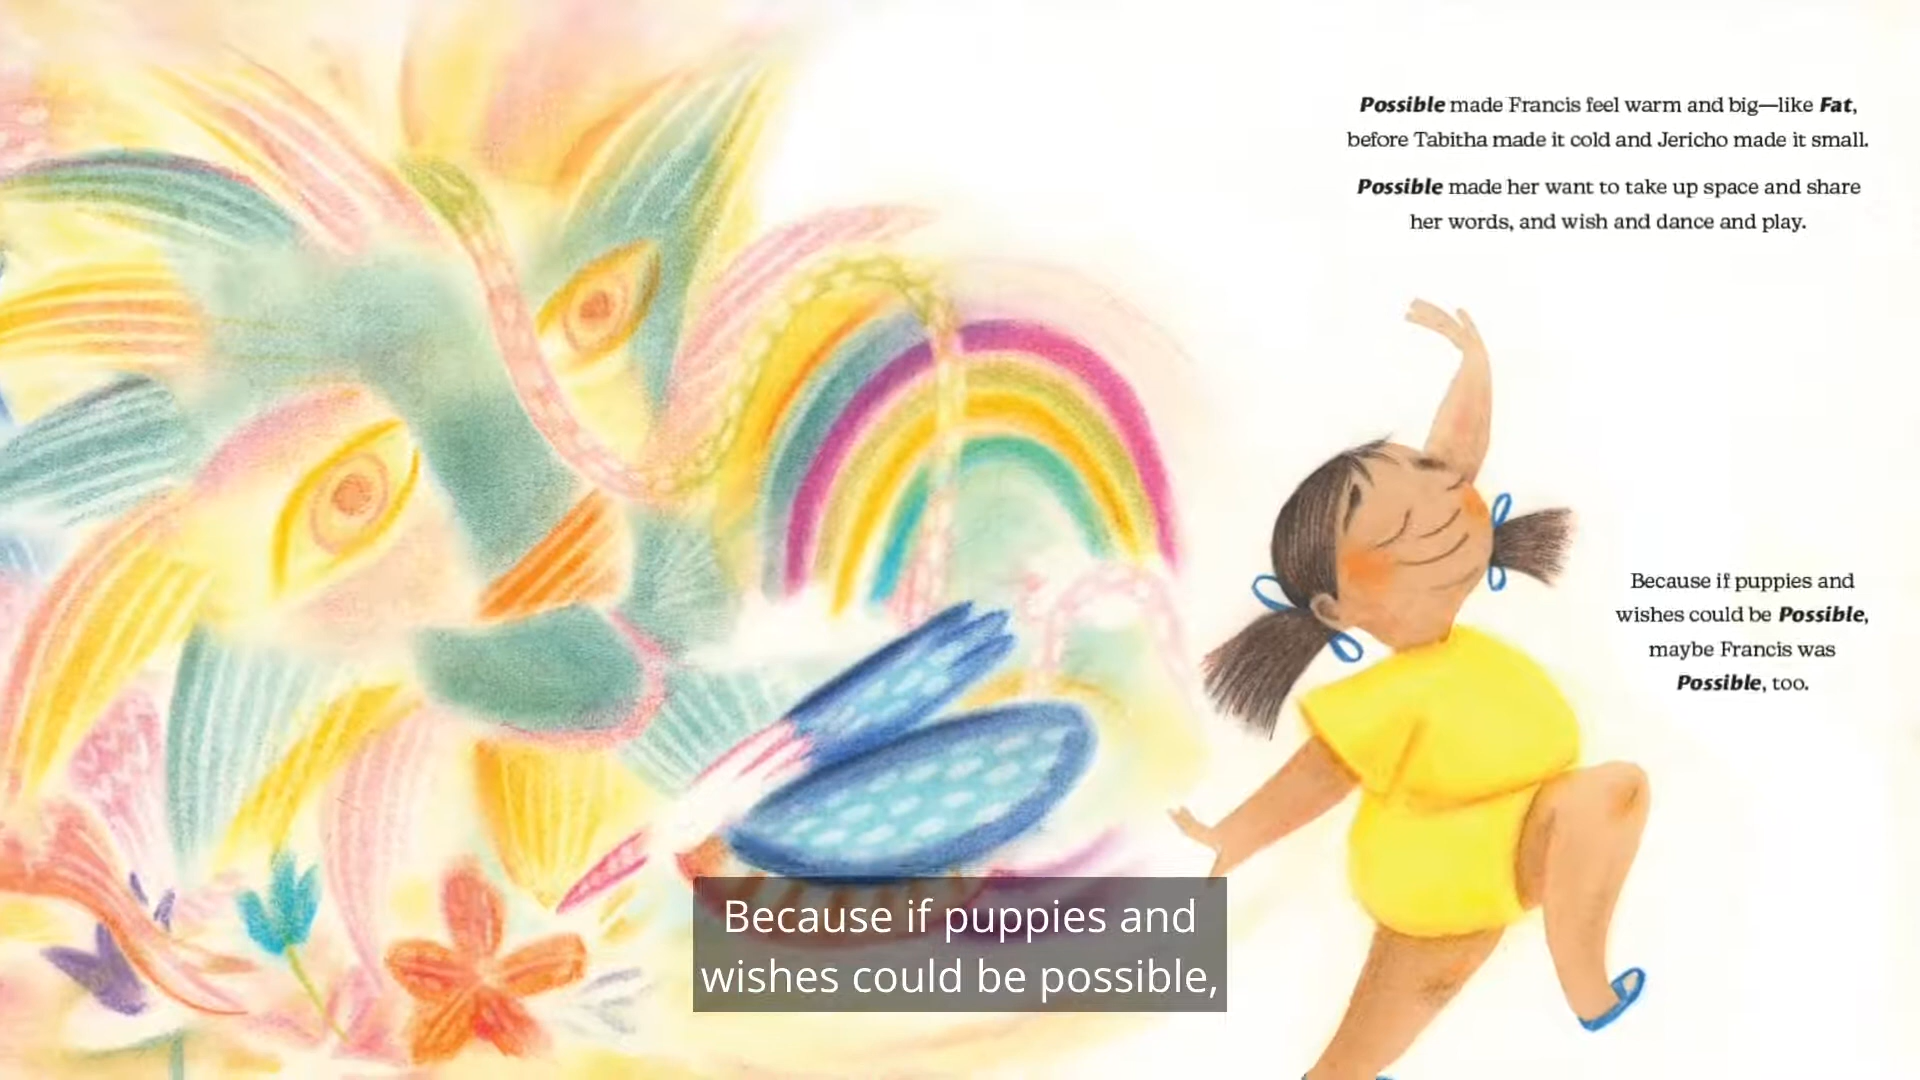 Possible made Francis feel warm and big—like Fat,
before Tabitha made it cold and Jericho made it small.
Possible made her want to take up space and share
her words, and wish and dance and play.
Because if puppies and
wishes could be Possible,
maybe Francis was
Possible, too.
Because if puppies and
wishes could be possible,